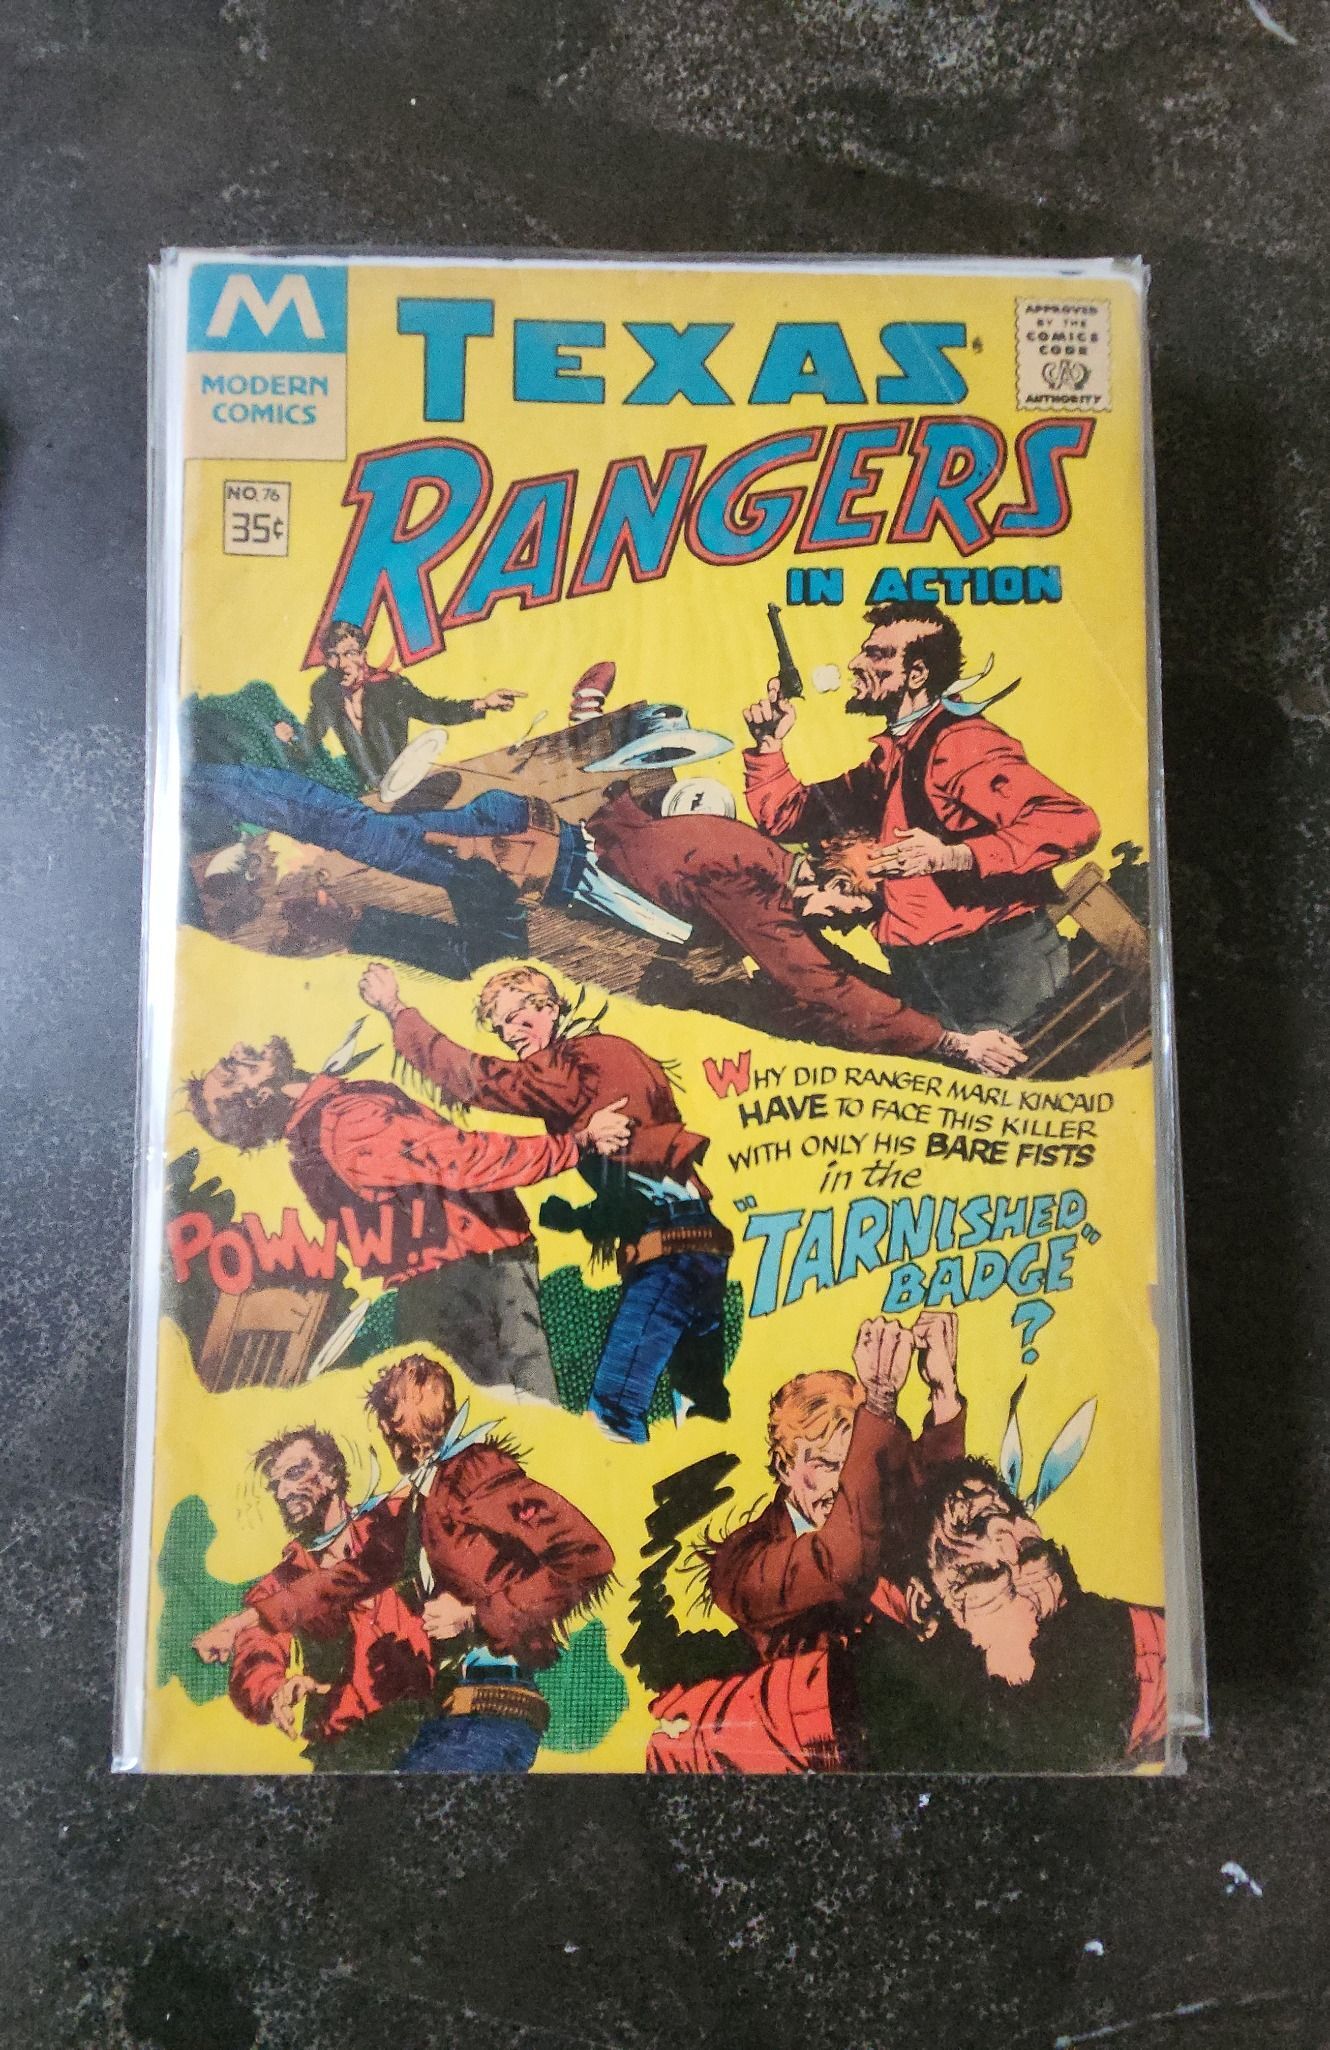 M
MODERN
COMICS
TEXAS
RANGERS
IN ACTION
APPROVED
BY THE
COMICS
CODE
CA
AUTHORITY
NO. 76
35¢
WHY DID RANGER MARL KINCAID
HAVE TO FACE THIS KILLER
WITH ONLY HIS BARE FISTS
in the
"TARNISHED
BADGE"
?
POWWW!